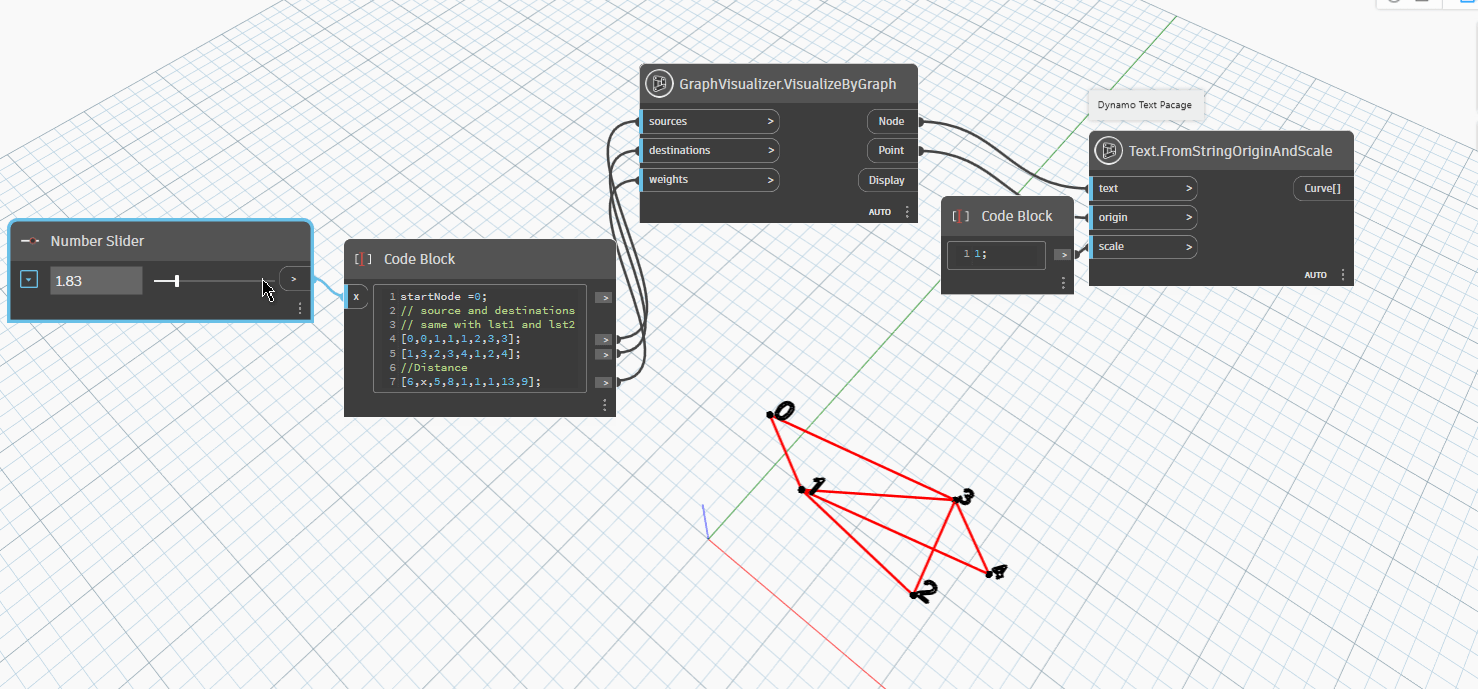 GraphVisualizer.VisualizeByGraph
sources >
destinations >
weights >
Node
Point
Display
AUTO
Dynamo Text Pacage
Text.FromStringOriginAndScale
text >
origin >
scale >
Curve[]
AUTO
Code Block
1 1;
>
Number Slider
1.83
>
Code Block
x
1 startNode =0;
2 // source and destinations
3 // same with lst1 and lst2
4 [0,0,1,1,1,2,3,3];
5 [1,3,2,3,4,1,2,4];
6 //Distance
7 [6,x,5,8,1,1,1,13,9];
>
>
>
>
0
1
3
4
2